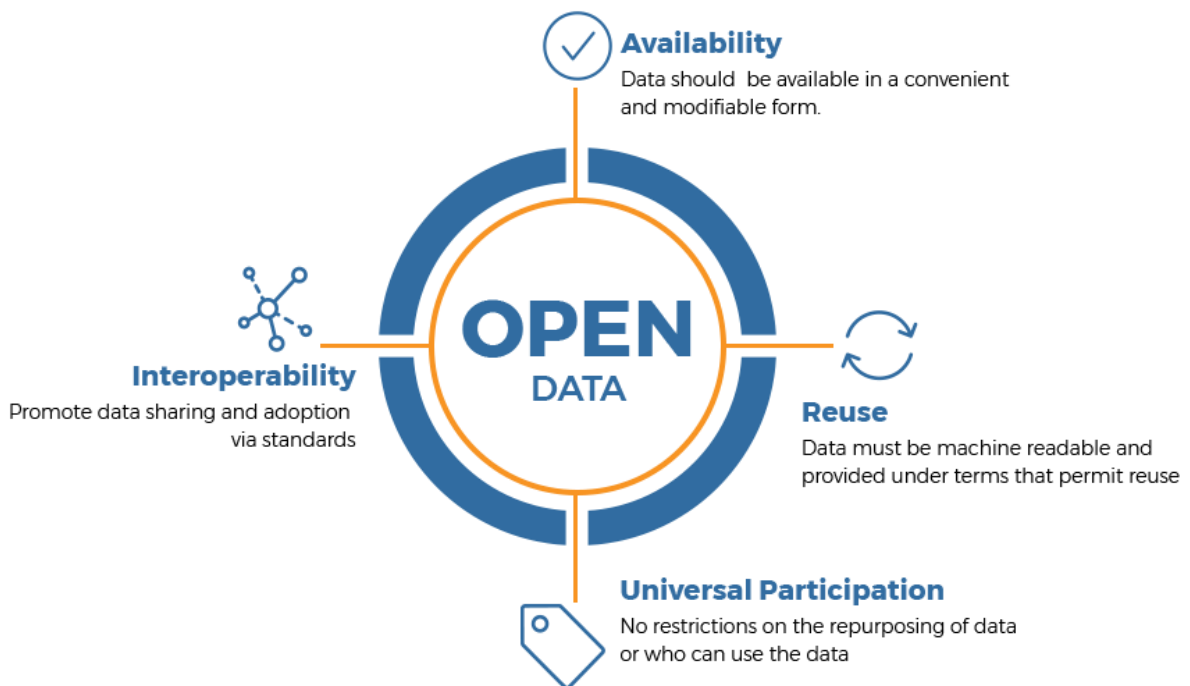 Availability
Data should be available in a convenient
and modifiable form.
OPEN
DATA
Interoperability
Promote data sharing and adoption
via standards
Reuse
Data must be machine readable and
provided under terms that permit reuse
Universal Participation
No restrictions on the repurposing of data
or who can use the data